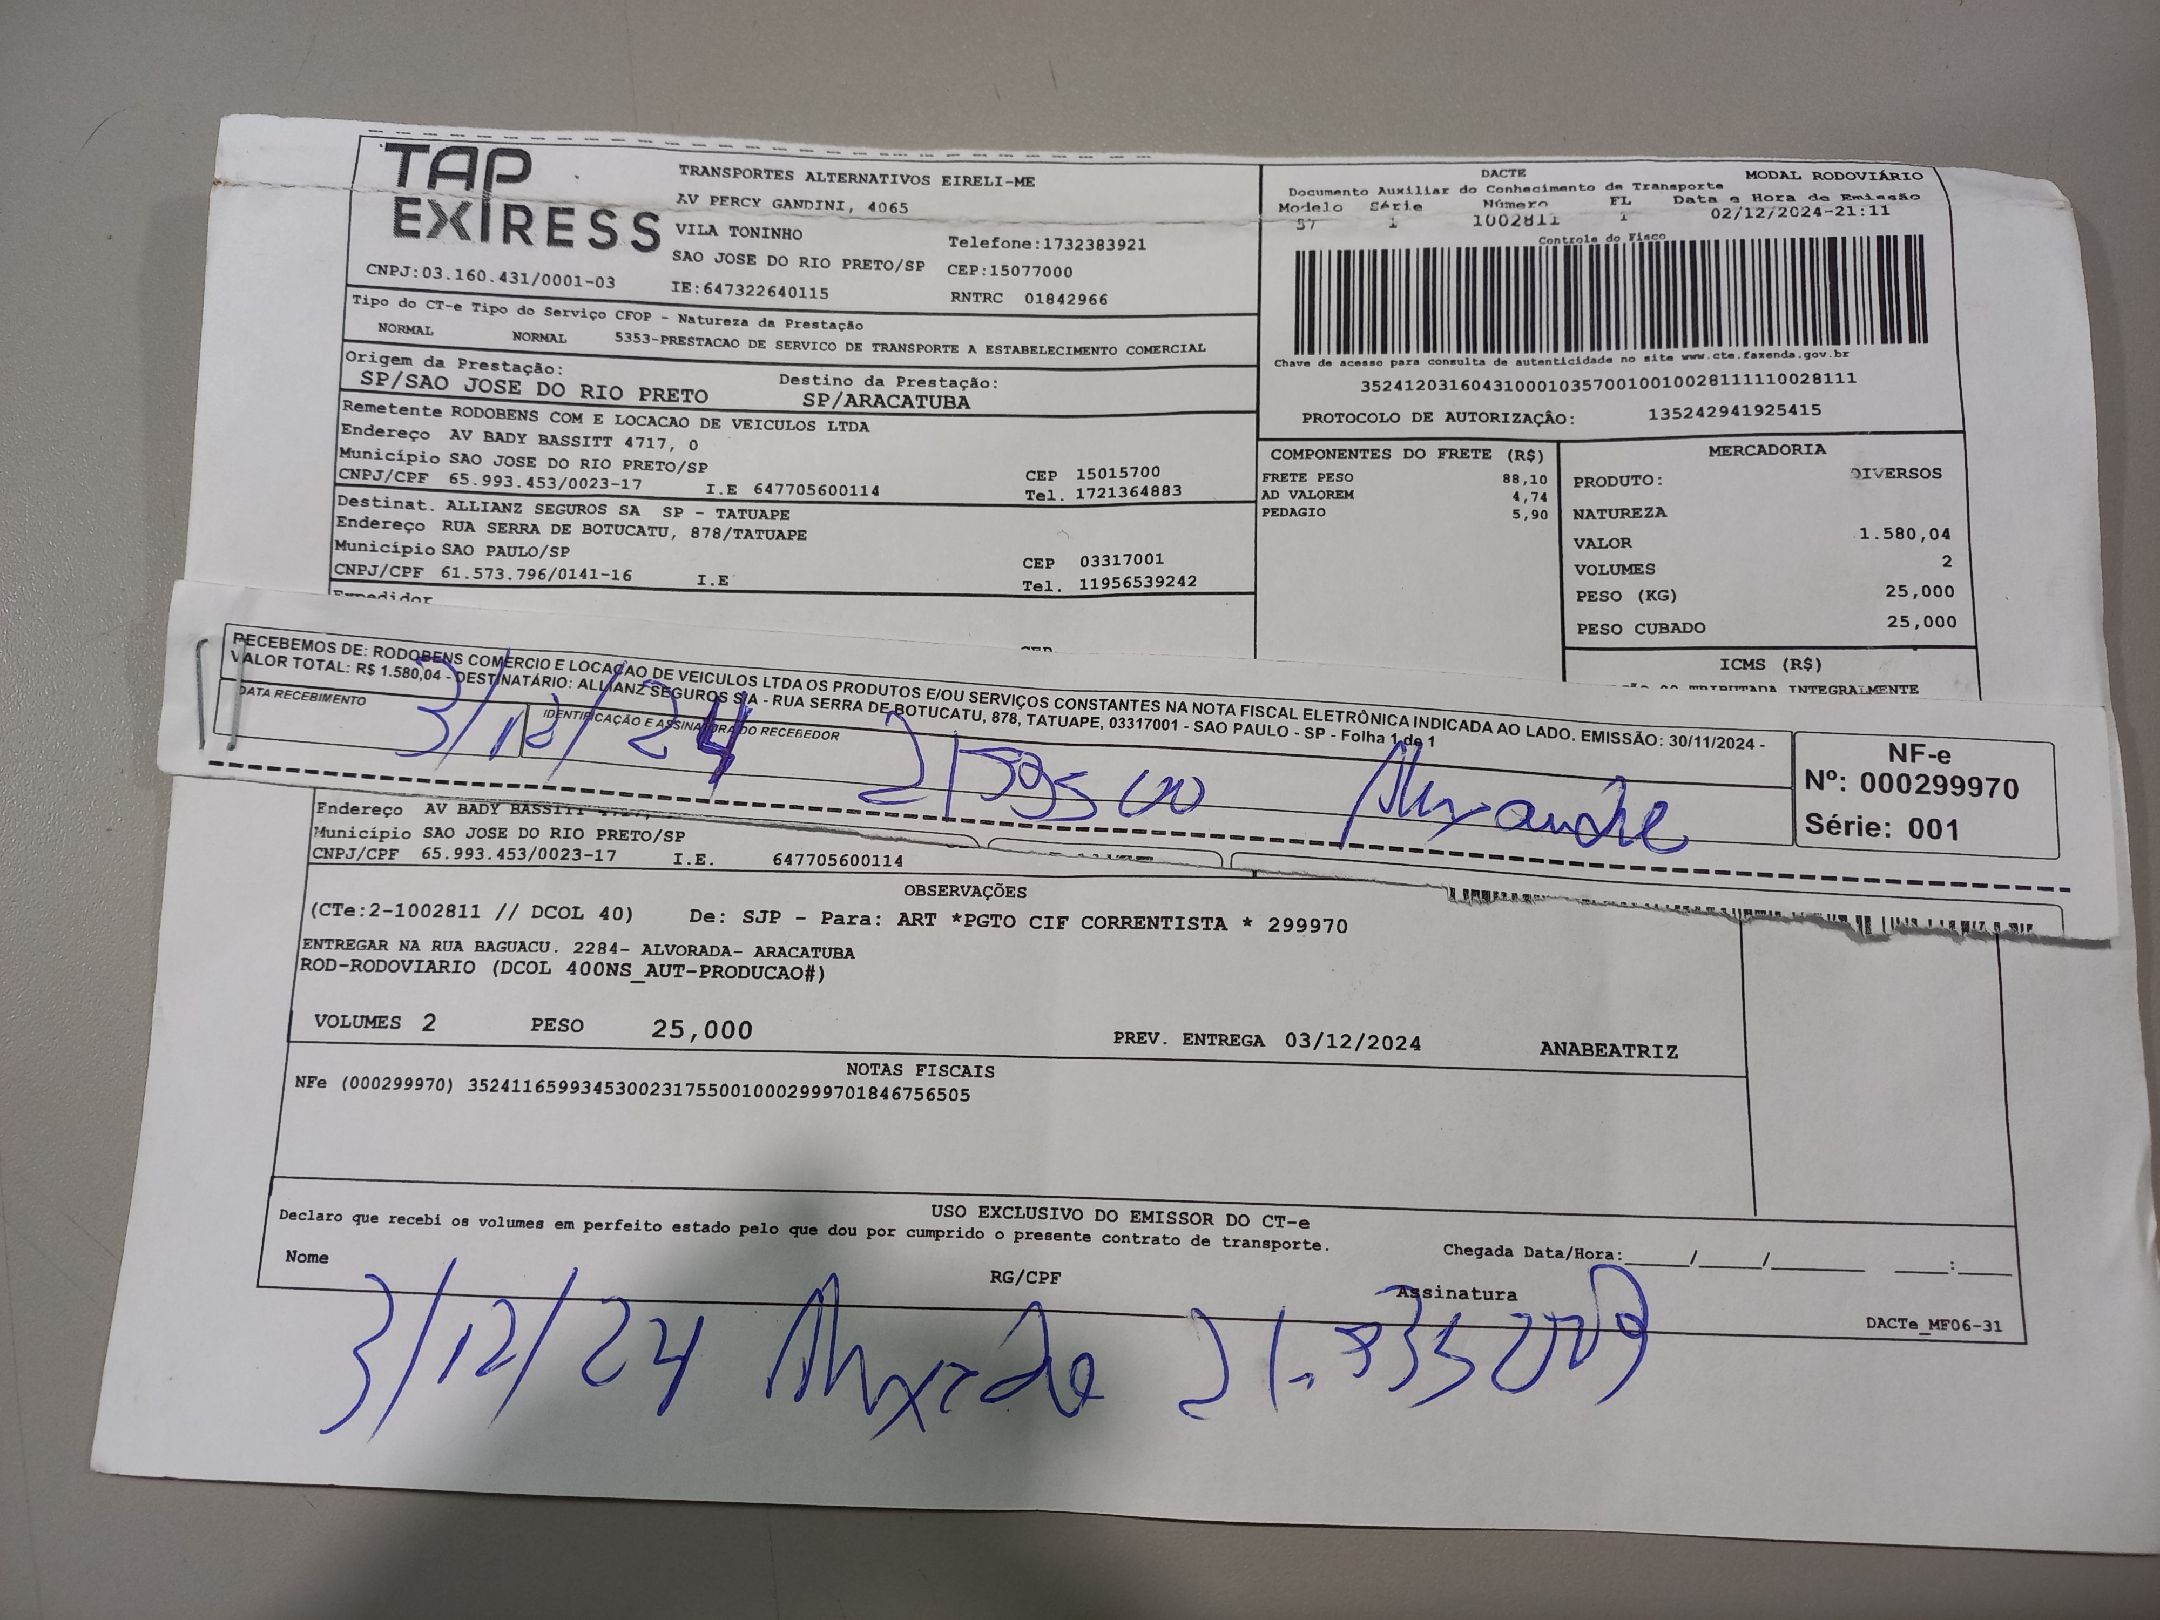 TAP
EXPRESS
TRANSPORTES ALTERNATIVOS EIRELI-ME
AV PERCY GANDINI, 4065
VILA TONINHO
Telefone:1732383921
SAO JOSE DO RIO PRETO/SP CEP:15077000
CNPJ:03.160.431/0001-03 IE:647322640115 RNTRC 01842966
DACTE MODAL RODOVIÁRIO
Documento Auxiliar do Conhecimento de Transporte
Modelo Série Número FL Data e Hora de Emissão
57 1 1002811 1 02/12/2024-21:11
Controle do Fisco
Chave de acesso para consulta de autenticidade no site www.cte.fazenda.gov.br
35241203160431000103570010010028111110028111
PROTOCOLO DE AUTORIZAÇÂO: 135242941925415
Tipo do CT-e Tipo do Serviço CFOP - Natureza da Prestação
NORMAL NORMAL 5353-PRESTACAO DE SERVICO DE TRANSPORTE A ESTABELECIMENTO COMERCIAL
Origem da Prestação: Destino da Prestação:
SP/SAO JOSE DO RIO PRETO SP/ARACATUBA
Remetente RODOBENS COM E LOCACAO DE VEICULOS LTDA
Endereço AV BADY BASSITT 4717, 0
Município SAO JOSE DO RIO PRETO/SP CEP 15015700
CNPJ/CPF 65.993.453/0023-17 I.E 647705600114 Tel. 1721364883
Destinat. ALLIANZ SEGUROS SA SP - TATUAPE
Endereço RUA SERRA DE BOTUCATU, 878/TATUAPE
Município SAO PAULO/SP CEP 03317001
CNPJ/CPF 61.573.796/0141-16 I.E Tel. 11956539242
Expedidor
CEP
COMPONENTES DO FRETE (R$)
FRETE PESO 88,10
AD VALOREM 4,74
PEDAGIO 5,90
MERCADORIA
PRODUTO: DIVERSOS
NATUREZA
VALOR 1.580,04
VOLUMES 2
PESO (KG) 25,000
PESO CUBADO 25,000
ICMS (R$)
TRIBUTADA INTEGRALMENTE
RECEBEMOS DE: RODOBENS COMERCIO E LOCAÇAO DE VEICULOS LTDA OS PRODUTOS E/OU SERVIÇOS CONSTANTES NA NOTA FISCAL ELETRÔNICA INDICADA AO LADO. EMISSÃO: 30/11/2024 -
VALOR TOTAL: R$ 1.580,04 - DESTINATÁRIO: ALLIANZ SEGUROS S/A - RUA SERRA DE BOTUCATU, 878, TATUAPE, 03317001 - SAO PAULO - SP - Folha 1 de 1
DATA RECEBIMENTO IDENTIFICAÇÃO E ASSINATURA DO RECEBEDOR
3/12/24 Alexandre
NF-e
Nº: 000299970
Série: 001
Endereço AV BADY BASSITT 4717,
Município SAO JOSE DO RIO PRETO/SP
CNPJ/CPF 65.993.453/0023-17 I.E. 647705600114
OBSERVAÇÕES
(CTe:2-1002811 // DCOL 40) De: SJP - Para: ART *PGTO CIF CORRENTISTA * 299970
ENTREGAR NA RUA BAGUACU. 2284- ALVORADA- ARACATUBA
ROD-RODOVIARIO (DCOL 400NS_AUT-PRODUCAO#)
VOLUMES 2 PESO 25,000 PREV. ENTREGA 03/12/2024 ANABEATRIZ
NOTAS FISCAIS
NFe (000299970) 35241165993453002317550010002999701846756505
USO EXCLUSIVO DO EMISSOR DO CT-e
Declaro que recebi os volumes em perfeito estado pelo que dou por cumprido o presente contrato de transporte.
Chegada Data/Hora:____/____/______ ___:___
Nome RG/CPF Assinatura
DACTe_MF06-31
3/12/24 Alexandre